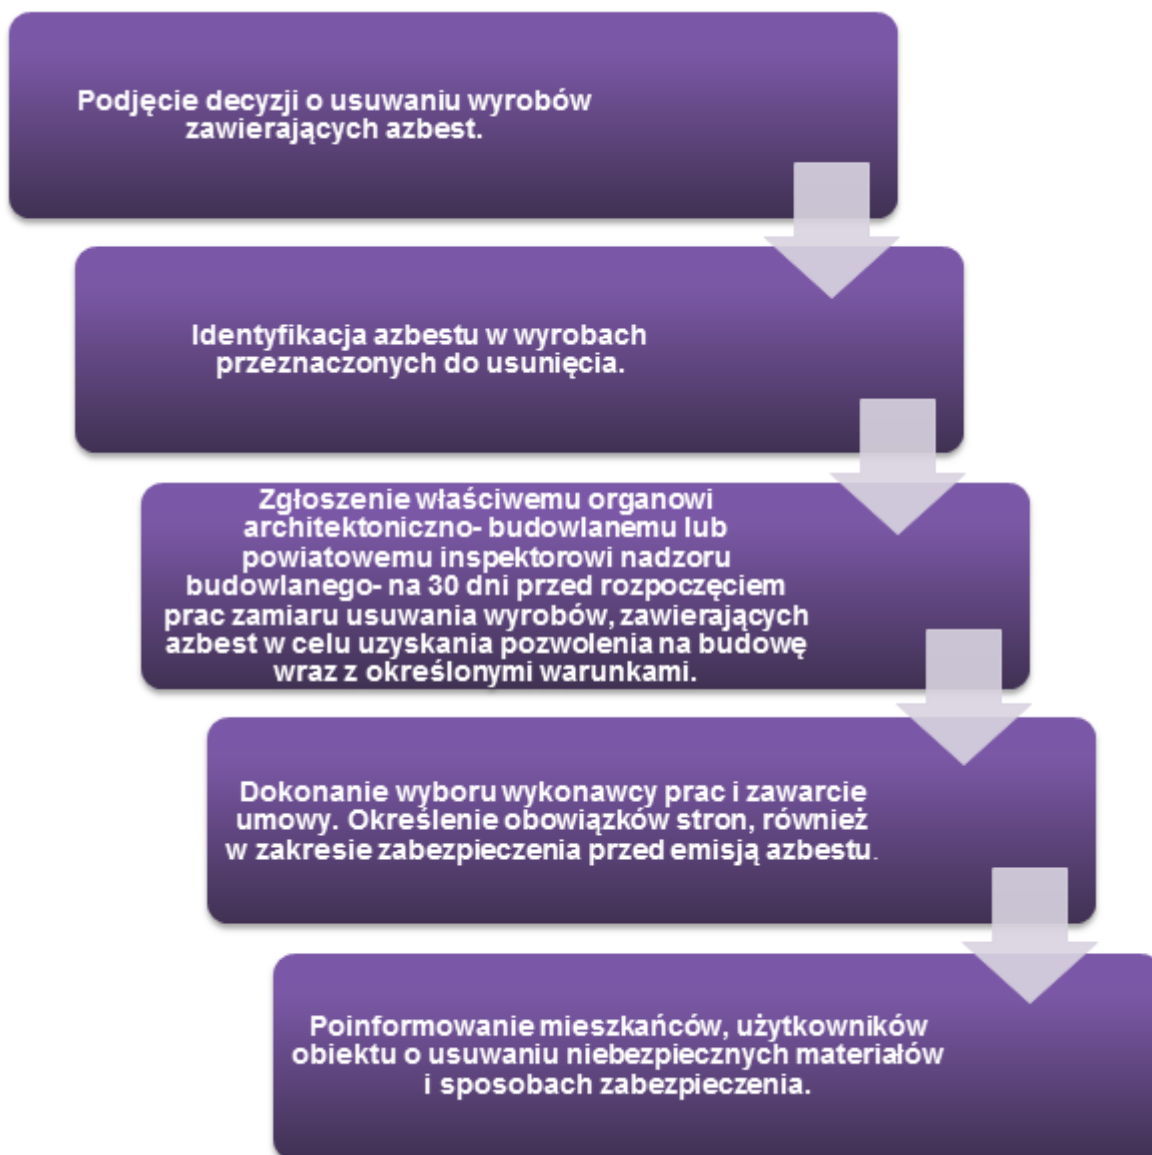 Podjęcie decyzji o usuwaniu wyrobów
zawierających azbest.
Identyfikacja azbestu w wyrobach
przeznaczonych do usunięcia.
Zgłoszenie właściwemu organowi
architektoniczno- budowlanemu lub
powiatowemu inspektorowi nadzoru
budowlanego- na 30 dni przed rozpoczęciem
prac zamiaru usuwania wyrobów, zawierających
azbest w celu uzyskania pozwolenia na budowę
wraz z określonymi warunkami.
Dokonanie wyboru wykonawcy prac i zawarcie
umowy. Określenie obowiązków stron, również
w zakresie zabezpieczenia przed emisją azbestu.
Poinformowanie mieszkańców, użytkowników
obiektu o usuwaniu niebezpiecznych materiałów
i sposobach zabezpieczenia.